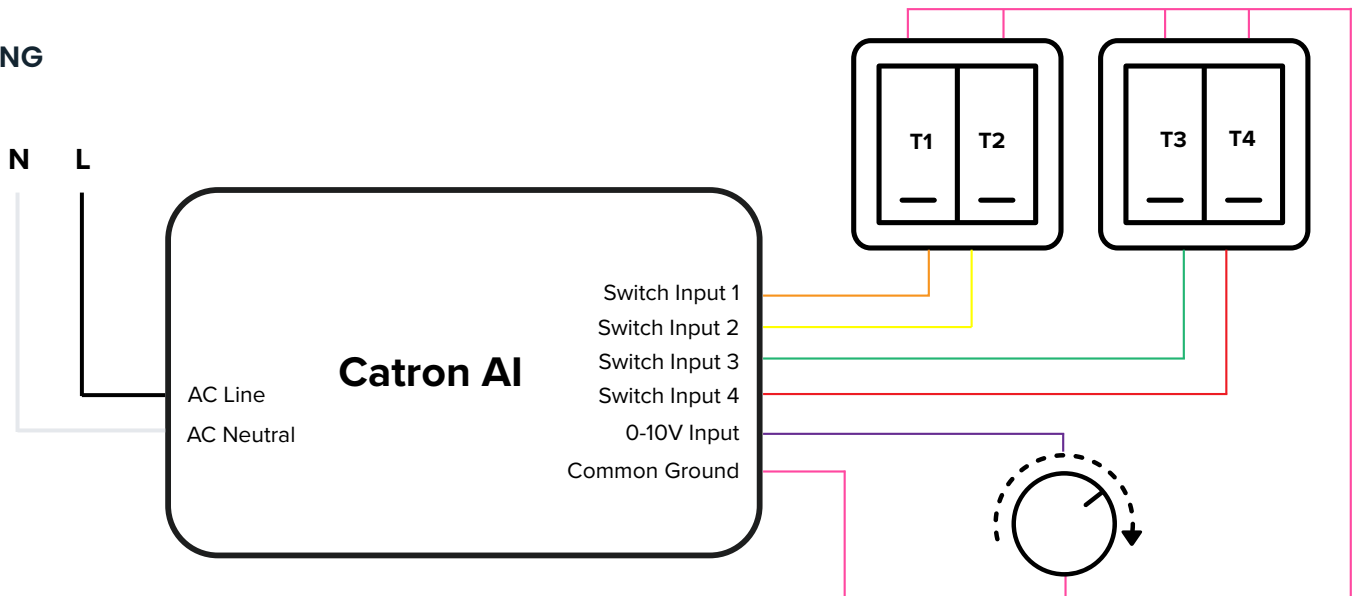 NG
N L
T1 T2 T3 T4
Switch Input 1
Switch Input 2
Switch Input 3
Switch Input 4
0-10V Input
Common Ground
Catron AI
AC Line
AC Neutral